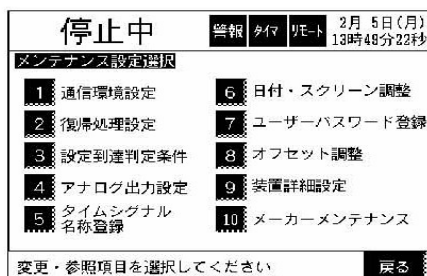 停止中
警報 タイマ リモート
2月 5日(月)
13時48分22秒
メンテナンス設定選択
1 通信環境設定
2 復帰処理設定
3 設定到達判定条件
4 アナログ出力設定
5 タイムシグナル
名称登録
6 日付・スクリーン調整
7 ユーザーパスワード登録
8 オフセット調整
9 装置詳細設定
10 メーカーメンテナンス
変更・参照項目を選択してください
戻る